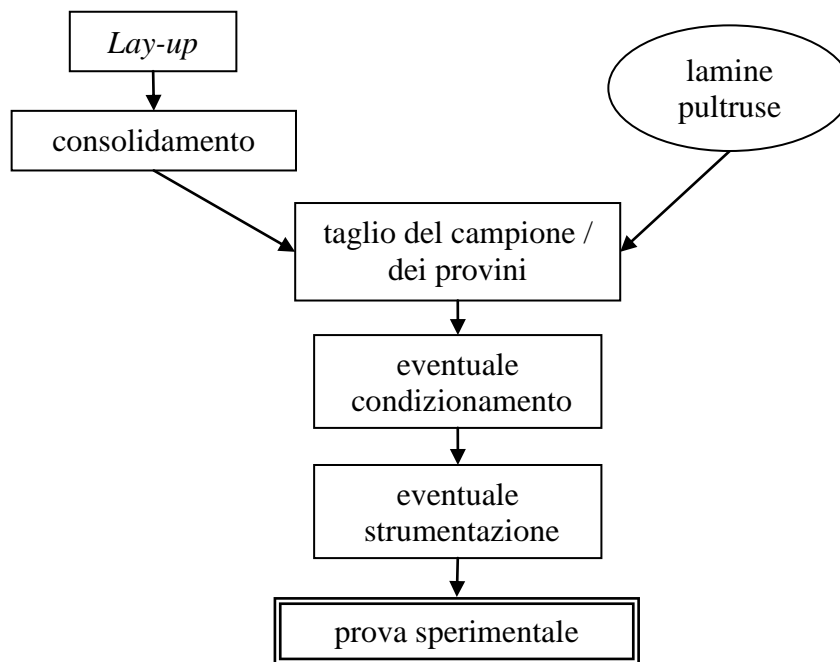 Lay-up
consolidamento
lamine
pultruse
taglio del campione /
dei provini
eventuale
condizionamento
eventuale
strumentazione
prova sperimentale